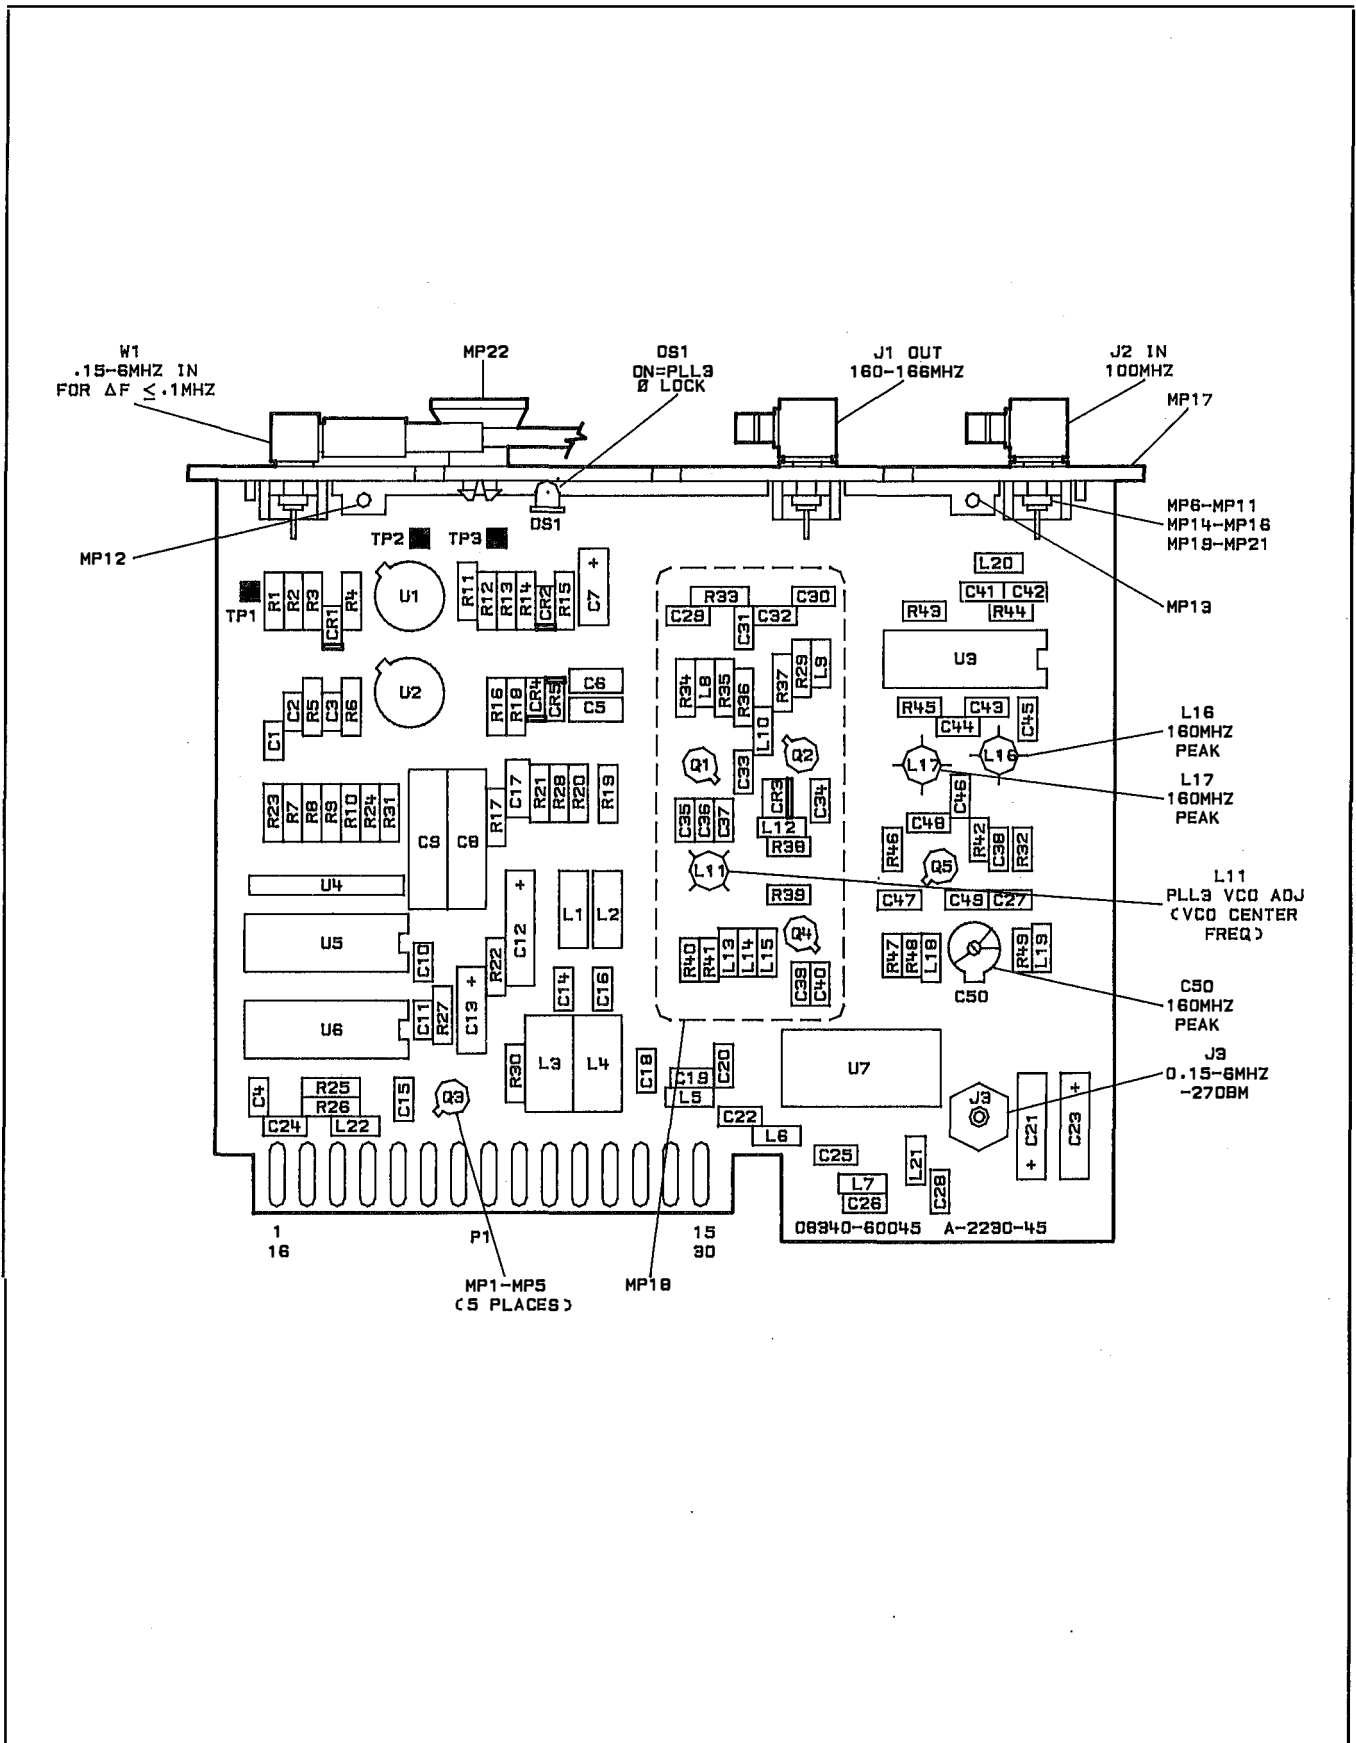 W1
.15-6MHZ IN
FOR ΔF ≤ .1MHZ
MP22
DS1
ON=PLL3
Ø LOCK
J1 OUT
160-166MHZ
J2 IN
100MHZ
MP17
MP12
DS1
MP6-MP11
MP14-MP16
MP19-MP21
MP13
TP2
TP3
TP1
R1
R2
R3
CR1
R4
U1
R11
R12
R13
R14
CR2
R15
+
C7
R33
C30
C29
C31
C32
L20
C41
C42
R43
R44
U3
C1
C2
R5
C3
R6
U2
R16
R18
CR4
CR5
C6
C5
R34
L8
R35
R36
L10
R37
R29
L9
R45
C43
C44
C45
Q1
C33
Q2
L17
L16
L16
160MHZ
PEAK
L17
160MHZ
PEAK
R23
R7
R8
R9
R10
R24
R31
C9
C8
R17
C17
R21
R28
R20
R19
C35
C36
C37
CR3
L12
R38
C34
C46
C48
R46
R42
C38
R32
Q5
L11
L11
PLL3 VCO ADJ
(VCO CENTER
FREQ)
U4
R39
C47
C49
C27
U5
C10
R22
+
C12
L1
L2
Q4
R40
R41
L13
L14
L15
C39
C40
R47
R48
L18
C50
R49
L19
C50
160MHZ
PEAK
U6
C11
R27
+
C13
C14
C16
R30
L3
L4
C18
C19
L5
C20
U7
J3
J3
0.15-6MHZ
-27DBM
C4
R25
R26
C24
L22
C15
Q3
C22
L6
C25
L7
C26
L21
C28
+
C21
+
C23
1
16
P1
15
30
08340-60045
A-2230-45
MP1-MP5
(5 PLACES)
MP18